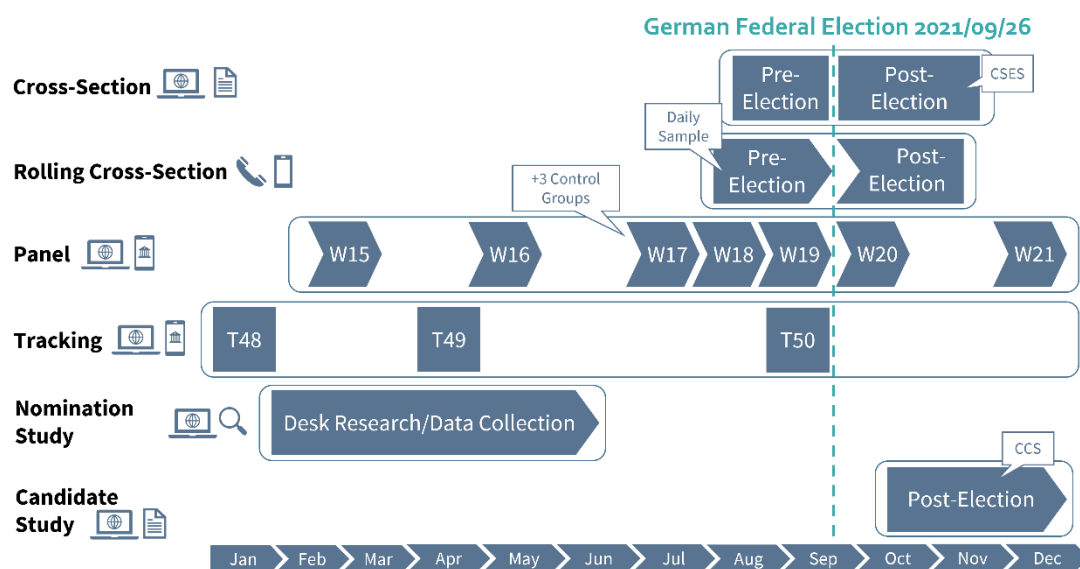 German Federal Election 2021/09/26
Cross-Section
Pre-
Election
Post-
Election
CSES
Daily
Sample
Rolling Cross-Section
Pre-
Election
Post-
Election
+3 Control
Groups
Panel
W15
W16
W17
W18
W19
W20
W21
Tracking
T48
T49
T50
Nomination
Study
Desk Research/Data Collection
CCS
Candidate
Study
Post-Election
Jan
Feb
Mar
Apr
May
Jun
Jul
Aug
Sep
Oct
Nov
Dec